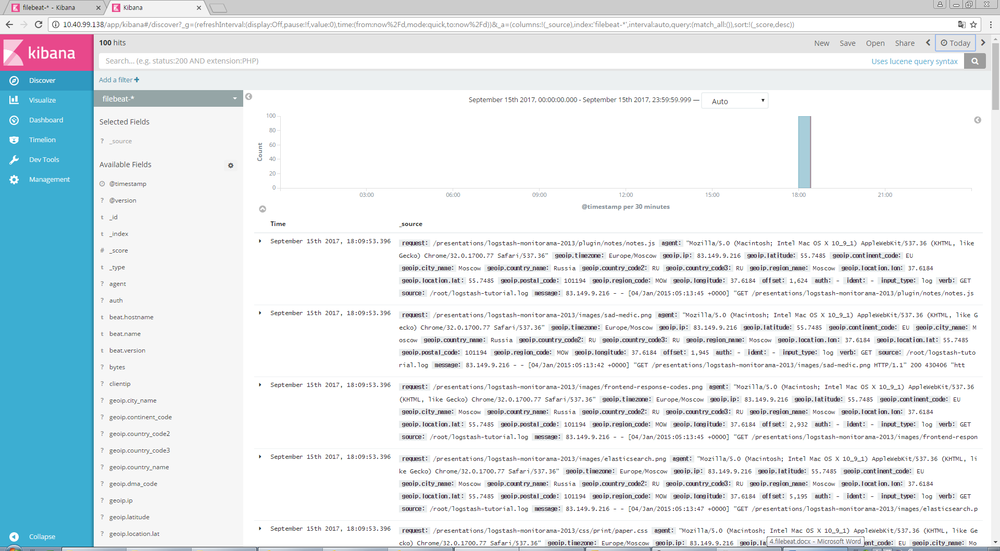 filebeat-* - Kibana
Kibana
10.40.99.138/app/kibana#/discover?_g=(refreshInterval:(display:Off,pause:!f,value:0),time:(from:now%2Fd,mode:quick,to:now%2Fd))&_a=(columns:!(_source),index:'filebeat-*',interval:auto,query:(match_all:()),sort:!(_score,desc))
kibana
Discover
Visualize
Dashboard
Timelion
Dev Tools
Management
Collapse
100 hits
New Save Open Share Today
Search... (e.g. status:200 AND extension:PHP)
Uses lucene query syntax
Add a filter
filebeat-*
Selected Fields
? _source
Available Fields
@timestamp
? @version
t _id
t _index
# _score
t _type
? agent
? auth
t beat.hostname
t beat.name
t beat.version
? bytes
? clientip
? geoip.city_name
? geoip.continent_code
? geoip.country_code2
? geoip.country_code3
? geoip.country_name
? geoip.dma_code
? geoip.ip
? geoip.latitude
? geoip.location.lat
September 15th 2017, 00:00:00.000 - September 15th 2017, 23:59:59.999 — Auto
Count
100
80
60
40
20
0
03:00 06:00 09:00 12:00 15:00 18:00 21:00
@timestamp per 30 minutes
Time _source
September 15th 2017, 18:09:53.396 request: /presentations/logstash-monitorama-2013/plugin/notes/notes.js agent: "Mozilla/5.0 (Macintosh; Intel Mac OS X 10_9_1) AppleWebKit/537.36 (KHTML, like
Gecko) Chrome/32.0.1700.77 Safari/537.36" geoip.timezone: Europe/Moscow geoip.ip: 83.149.9.216 geoip.latitude: 55.7485 geoip.continent_code: EU
geoip.city_name: Moscow geoip.country_name: Russia geoip.country_code2: RU geoip.country_code3: RU geoip.region_name: Moscow geoip.location.lon: 37.6184
geoip.location.lat: 55.7485 geoip.postal_code: 101194 geoip.region_code: MOW geoip.longitude: 37.6184 offset: 1,624 auth: - ident: - input_type: log verb: GET
source: /root/logstash-tutorial.log message: 83.149.9.216 - - [04/Jan/2015:05:13:45 +0000] "GET /presentations/logstash-monitorama-2013/plugin/notes/notes.js
September 15th 2017, 18:09:53.396 request: /presentations/logstash-monitorama-2013/images/sad-medic.png agent: "Mozilla/5.0 (Macintosh; Intel Mac OS X 10_9_1) AppleWebKit/537.36 (KHTML, like G
ecko) Chrome/32.0.1700.77 Safari/537.36" geoip.timezone: Europe/Moscow geoip.ip: 83.149.9.216 geoip.latitude: 55.7485 geoip.continent_code: EU geoip.city_name: M
oscow geoip.country_name: Russia geoip.country_code2: RU geoip.country_code3: RU geoip.region_name: Moscow geoip.location.lon: 37.6184 geoip.location.lat: 55.7485
geoip.postal_code: 101194 geoip.region_code: MOW geoip.longitude: 37.6184 offset: 1,945 auth: - ident: - input_type: log verb: GET source: /root/logstash-tuto
rial.log message: 83.149.9.216 - - [04/Jan/2015:05:13:42 +0000] "GET /presentations/logstash-monitorama-2013/images/sad-medic.png HTTP/1.1" 200 430406 "htt
September 15th 2017, 18:09:53.396 request: /presentations/logstash-monitorama-2013/images/frontend-response-codes.png agent: "Mozilla/5.0 (Macintosh; Intel Mac OS X 10_9_1) AppleWebKit/537.36
(KHTML, like Gecko) Chrome/32.0.1700.77 Safari/537.36" geoip.timezone: Europe/Moscow geoip.ip: 83.149.9.216 geoip.latitude: 55.7485 geoip.continent_code: EU
geoip.city_name: Moscow geoip.country_name: Russia geoip.country_code2: RU geoip.country_code3: RU geoip.region_name: Moscow geoip.location.lon: 37.6184
geoip.location.lat: 55.7485 geoip.postal_code: 101194 geoip.region_code: MOW geoip.longitude: 37.6184 offset: 2,932 auth: - ident: - input_type: log verb: GET
source: /root/logstash-tutorial.log message: 83.149.9.216 - - [04/Jan/2015:05:13:45 +0000] "GET /presentations/logstash-monitorama-2013/images/frontend-respon
September 15th 2017, 18:09:53.396 request: /presentations/logstash-monitorama-2013/images/elasticsearch.png agent: "Mozilla/5.0 (Macintosh; Intel Mac OS X 10_9_1) AppleWebKit/537.36 (KHTML, li
ke Gecko) Chrome/32.0.1700.77 Safari/537.36" geoip.timezone: Europe/Moscow geoip.ip: 83.149.9.216 geoip.latitude: 55.7485 geoip.continent_code: EU
geoip.city_name: Moscow geoip.country_name: Russia geoip.country_code2: RU geoip.country_code3: RU geoip.region_name: Moscow geoip.location.lon: 37.6184
geoip.location.lat: 55.7485 geoip.postal_code: 101194 geoip.region_code: MOW geoip.longitude: 37.6184 offset: 5,195 auth: - ident: - input_type: log verb: GET
source: /root/logstash-tutorial.log message: 83.149.9.216 - - [04/Jan/2015:05:13:47 +0000] "GET /presentations/logstash-monitorama-2013/images/elasticsearch.p
September 15th 2017, 18:09:53.396 request: /presentations/logstash-monitorama-2013/css/print/paper.css agent: "Mozilla/5.0 (Macintosh; Intel Mac OS X 10_9_1) AppleWebKit/537.36 (KHTML, like Ge
cko) Chrome/32.0.1700.77 Safari/537.36" geoip.timezone: Europe/Moscow geoip.ip: 83.149.9.216 code: EU geoip.city_name: Mo
4.filebeat.docx - Microsoft Word